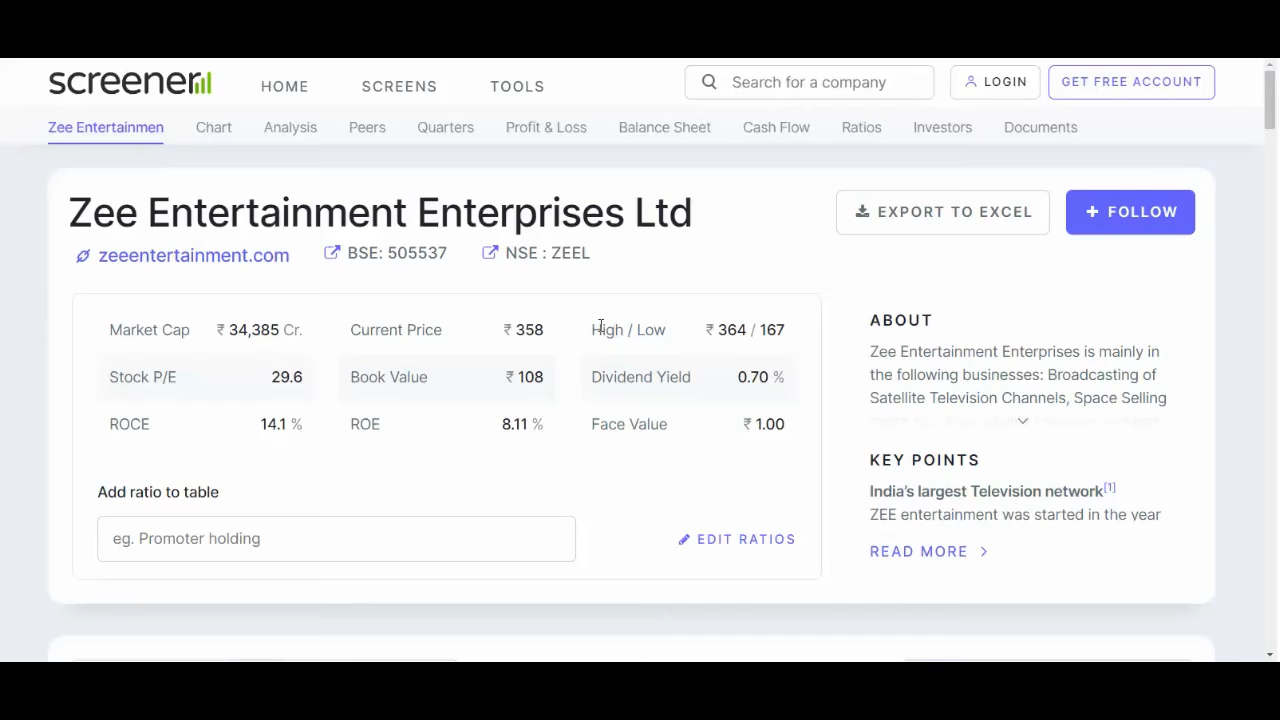 screener
HOME SCREENS TOOLS
Search for a company
LOGIN
GET FREE ACCOUNT
Zee Entertainmen Chart Analysis Peers Quarters Profit & Loss Balance Sheet Cash Flow Ratios Investors Documents
Zee Entertainment Enterprises Ltd
EXPORT TO EXCEL
+ FOLLOW
zeeentertainment.com BSE: 505537 NSE : ZEEL
Market Cap ₹ 34,385 Cr. Current Price ₹ 358 High / Low ₹ 364 / 167
Stock P/E 29.6 Book Value ₹ 108 Dividend Yield 0.70 %
ROCE 14.1 % ROE 8.11 % Face Value ₹ 1.00
Add ratio to table
eg. Promoter holding
EDIT RATIOS
ABOUT
Zee Entertainment Enterprises is mainly in
the following businesses: Broadcasting of
Satellite Television Channels, Space Selling
KEY POINTS
India's largest Television network[1]
ZEE entertainment was started in the year
READ MORE >